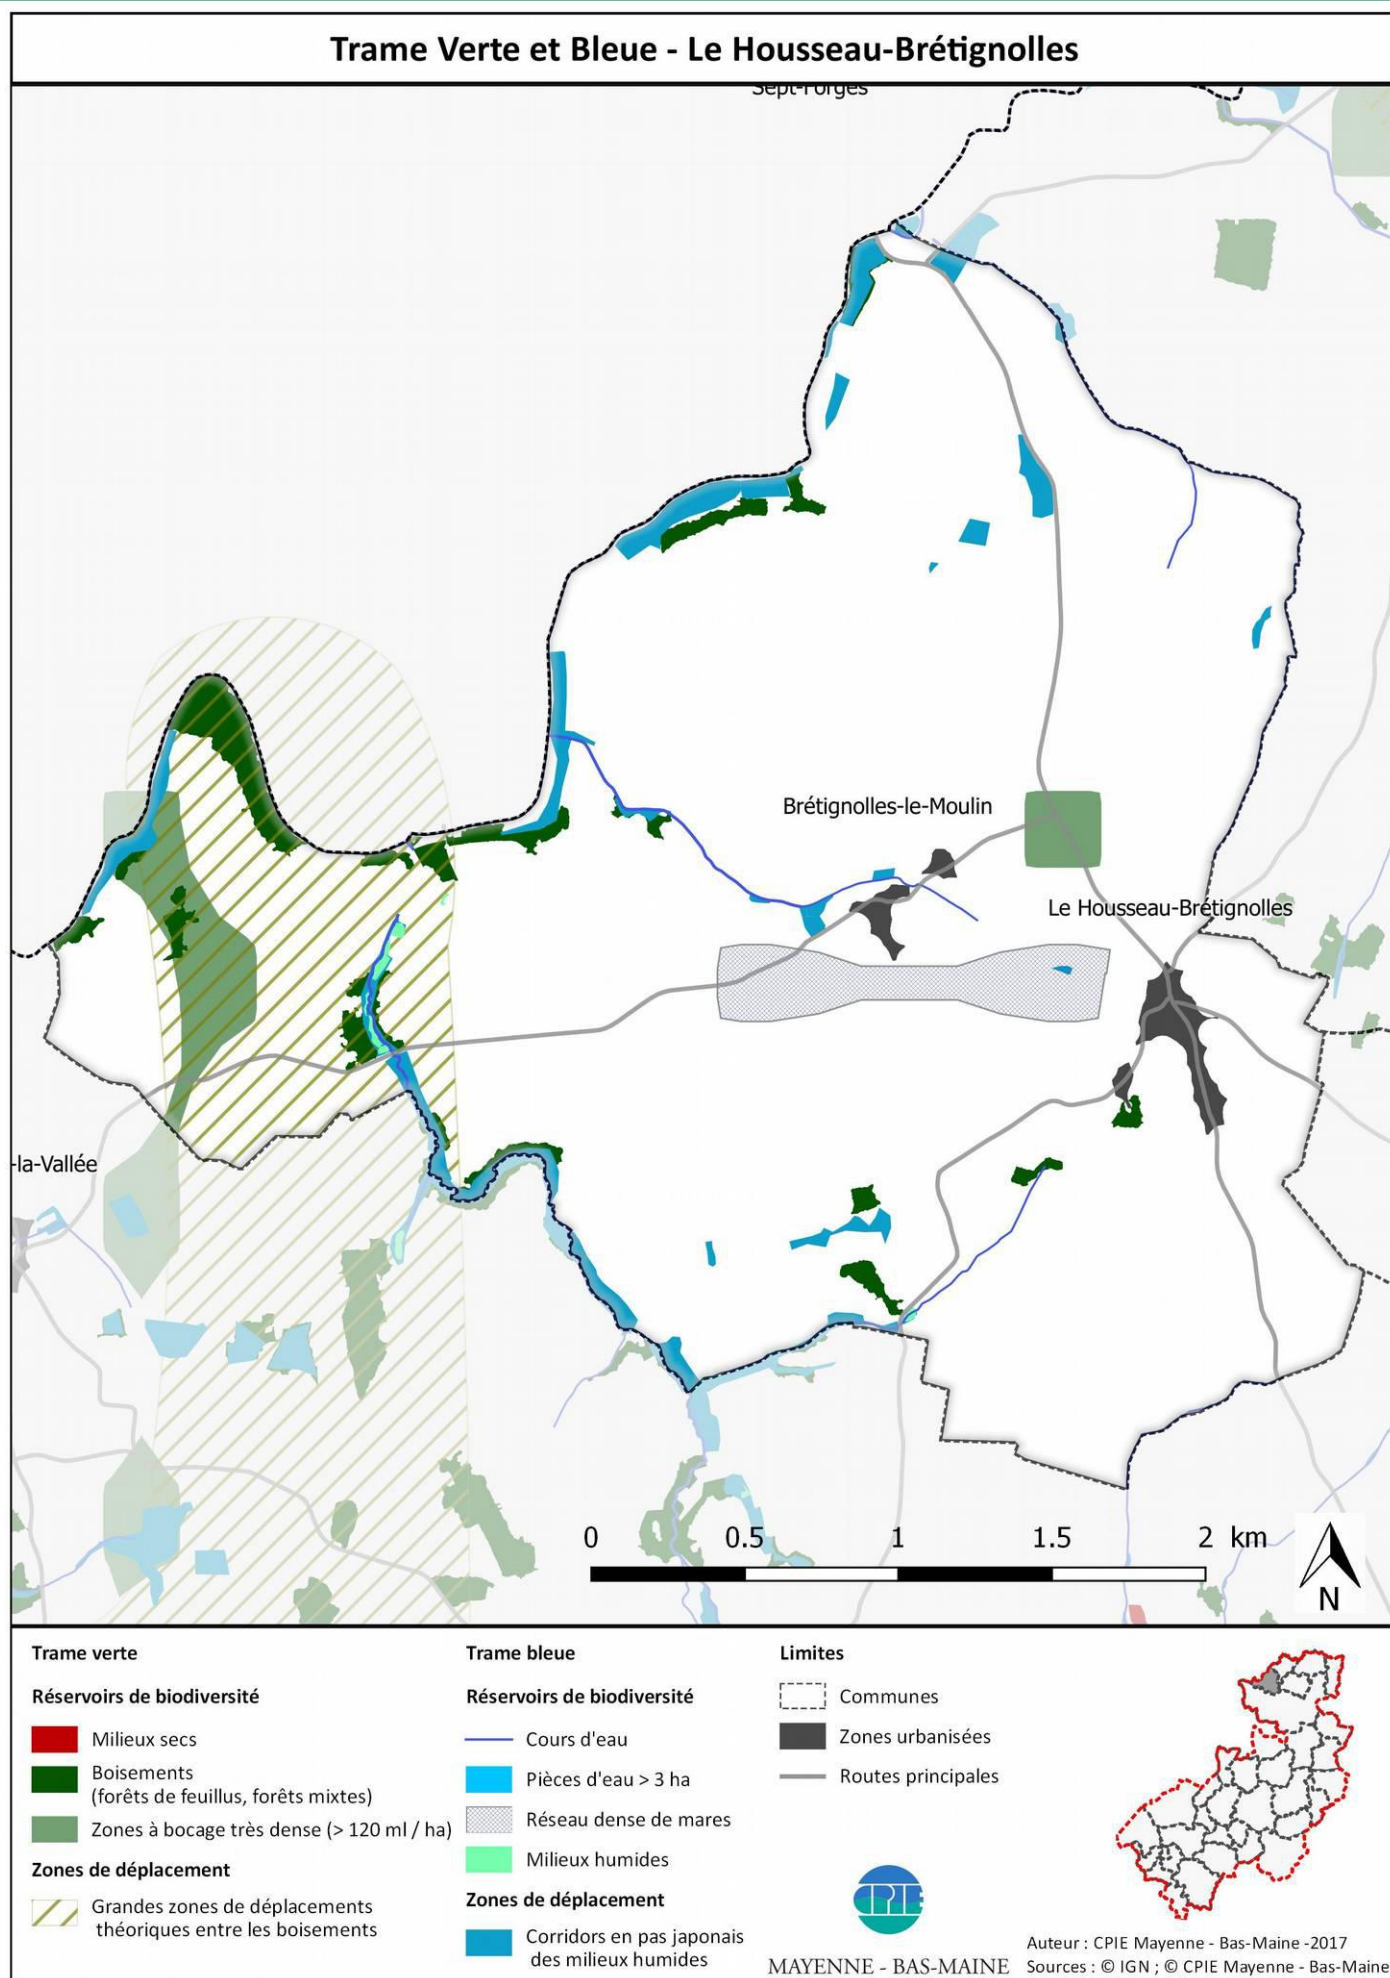 Trame Verte et Bleue - Le Housseau-Brétignolles
Sept-Forges
Brétignolles-le-Moulin
Le Housseau-Brétignolles
-la-Vallée
0 0.5 1 1.5 2 km
N
Trame verte
Réservoirs de biodiversité
Milieux secs
Boisements
(forêts de feuillus, forêts mixtes)
Zones à bocage très dense (> 120 ml / ha)
Zones de déplacement
Grandes zones de déplacements
théoriques entre les boisements
Trame bleue
Réservoirs de biodiversité
Cours d'eau
Pièces d'eau > 3 ha
Réseau dense de mares
Milieux humides
Zones de déplacement
Corridors en pas japonais
des milieux humides
Limites
Communes
Zones urbanisées
Routes principales
CPIE
MAYENNE - BAS-MAINE
Auteur : CPIE Mayenne - Bas-Maine -2017
Sources : © IGN ; © CPIE Mayenne - Bas-Maine